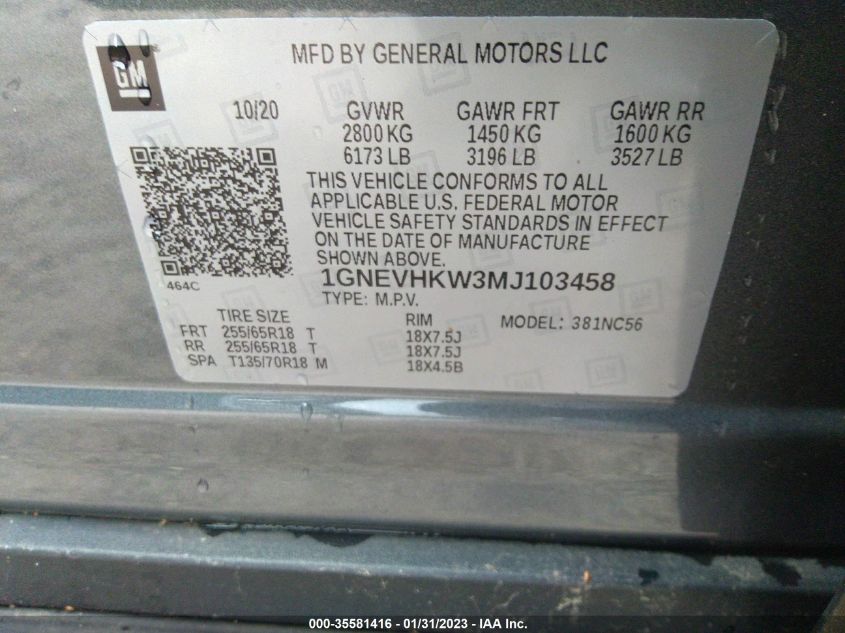 GM
MFD BY GENERAL MOTORS LLC
10/20 GVWR GAWR FRT GAWR RR
2800 KG 1450 KG 1600 KG
6173 LB 3196 LB 3527 LB
THIS VEHICLE CONFORMS TO ALL
APPLICABLE U.S. FEDERAL MOTOR
VEHICLE SAFETY STANDARDS IN EFFECT
ON THE DATE OF MANUFACTURE
SHOWN ABOVE.
464C
1GNEVHKW3MJ103458
TYPE: M.P.V.
TIRE SIZE RIM MODEL: 381NC56
FRT 255/65R18 T 18X7.5J
RR 255/65R18 T 18X7.5J
SPA T135/70R18 M 18X4.5B
000-35581416 - 01/31/2023 - IAA Inc.